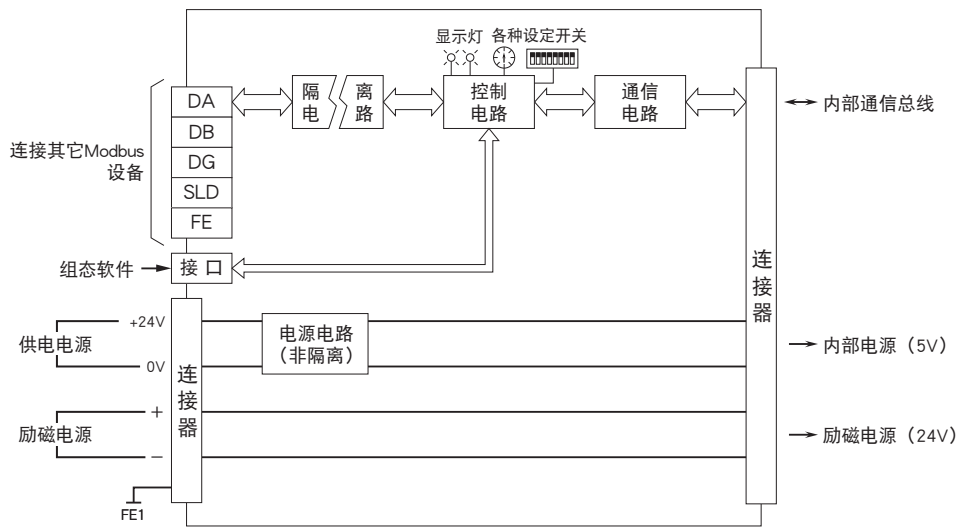 显示灯 各种设定开关
连接其它Modbus
设备
DA
DB
DG
SLD
FE
隔 离
电 路
控制
电路
通信
电路
内部通信总线
组态软件
接 口
连接器
供电电源
+24V
0V
电源电路
（非隔离）
内部电源（5V）
连接器
励磁电源
+
−
励磁电源（24V）
FE1